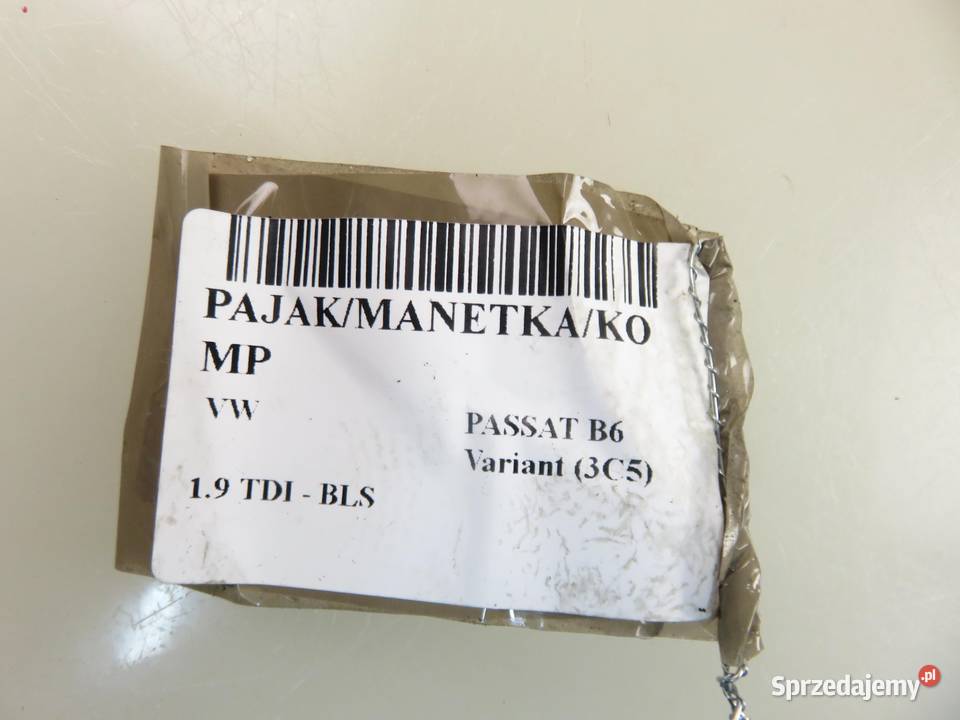 PAJAK/MANETKA/KO
MP
VW
PASSAT B6
Variant (3C5)
1.9 TDI - BLS
Sprzedajemy.pl